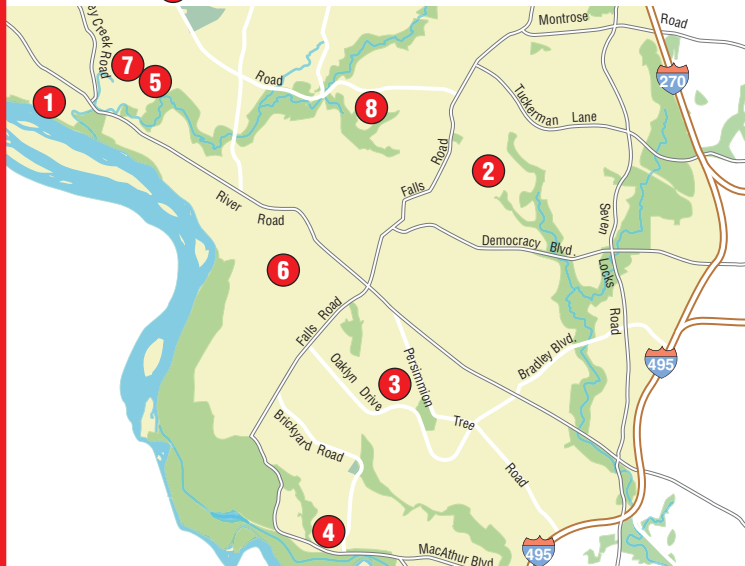 Montrose Road
ey Creek Road
7
5
Road
270
1
8
Tuckerman Lane
Falls Road
2
River Road
Seven Locks Road
Democracy Blvd.
6
Falls Road
Persimmion Tree Road
Bradley Blvd.
495
Oaklyn Drive
3
Brickyard Road
4
MacAthur Blvd
495